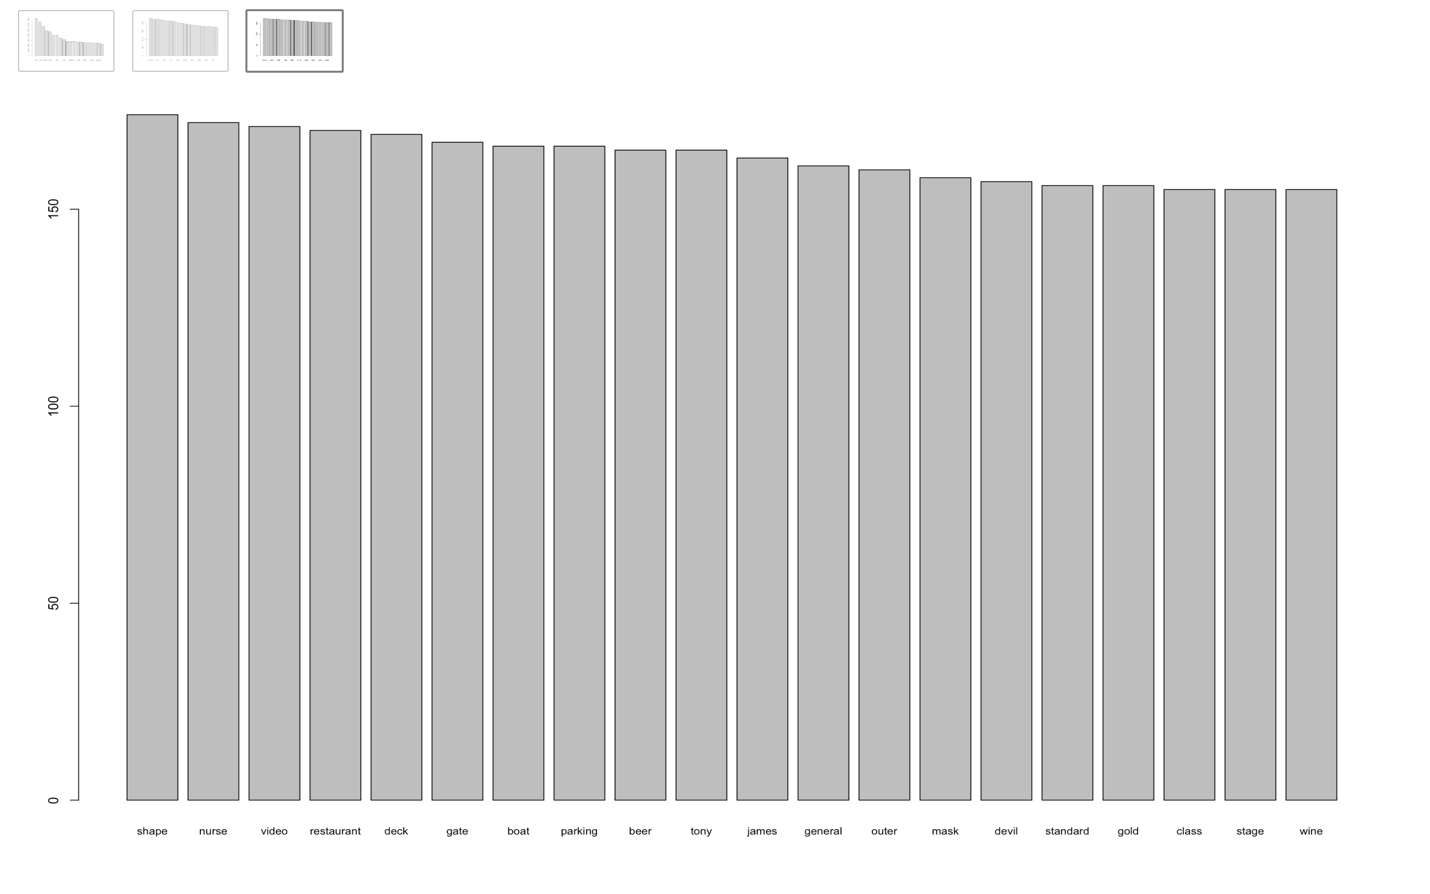 150
100
50
0
shape nurse video restaurant deck gate boat parking beer tony james general outer mask devil standard gold class stage wine